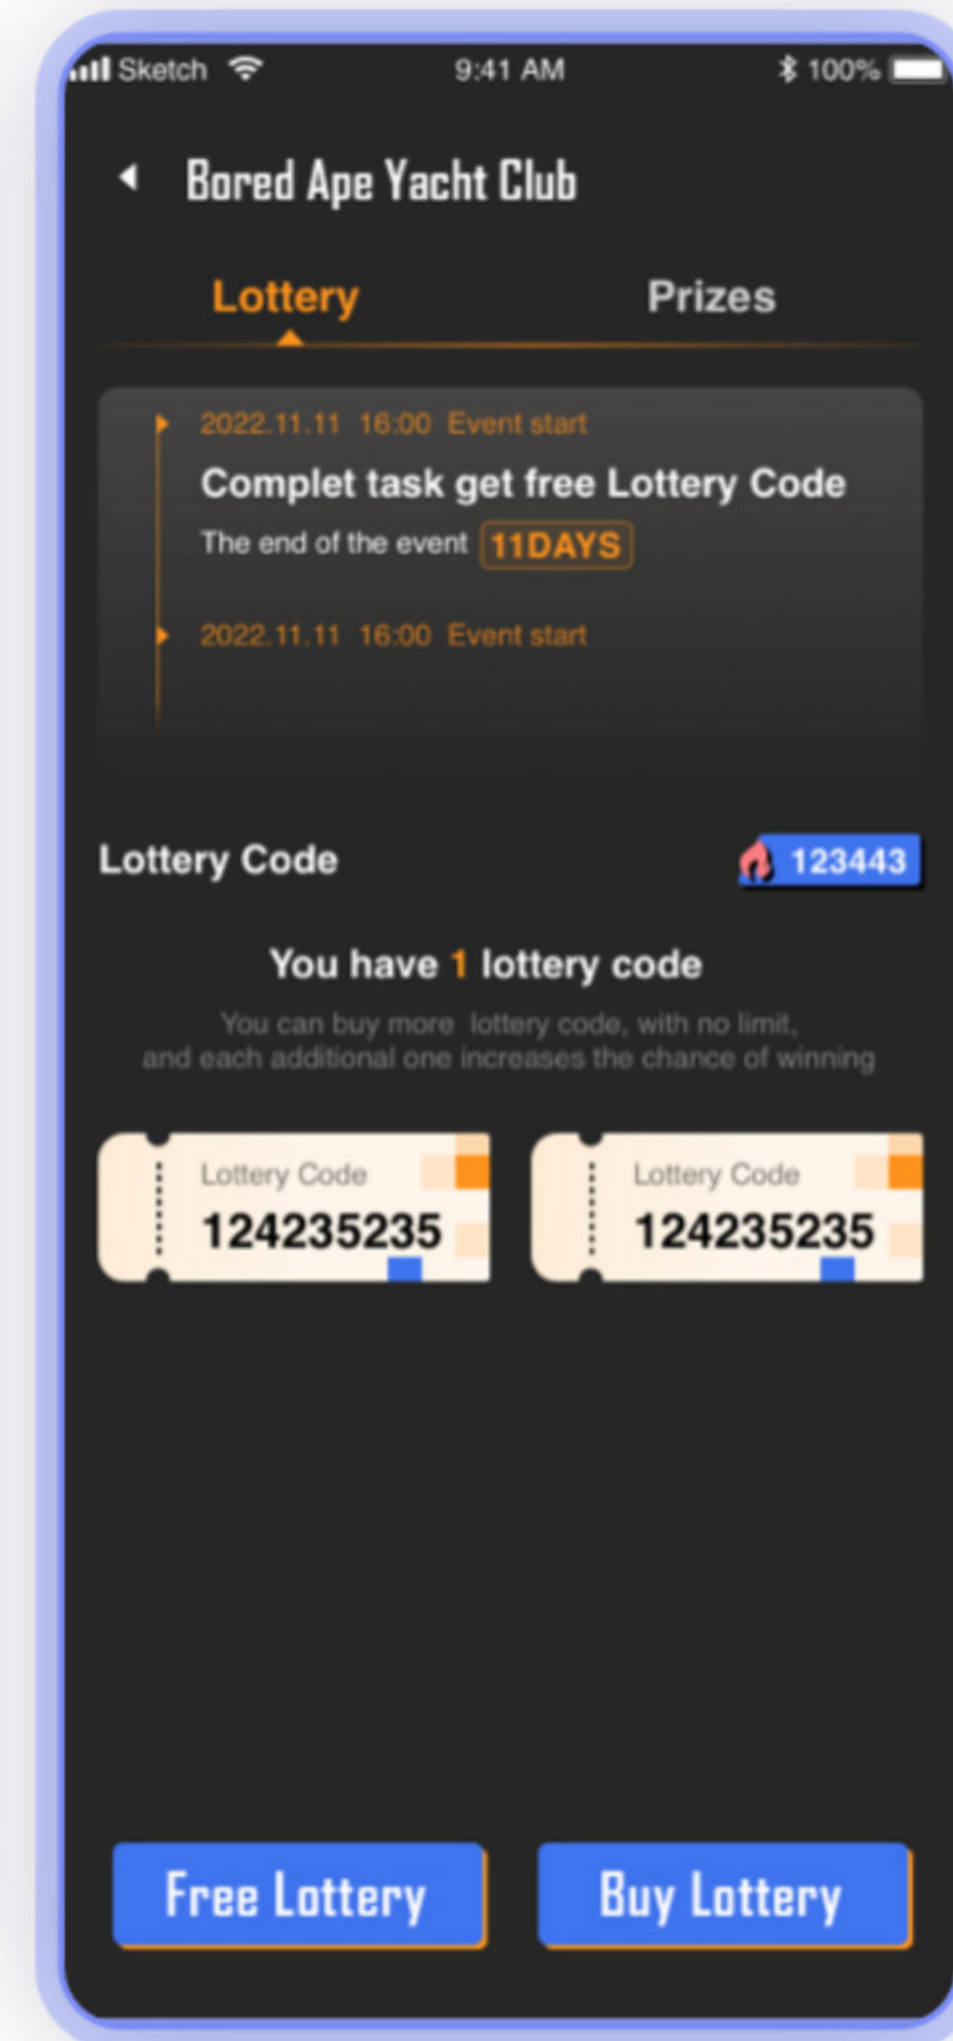 Sketch 9:41 AM 100%
Bored Ape Yacht Club
Lottery Prizes
2022.11.11 16:00 Event start
Complet task get free Lottery Code
The end of the event 11DAYS
2022.11.11 16:00 Event start
Lottery Code 123443
You have 1 lottery code
You can buy more lottery code, with no limit,
and each additional one increases the chance of winning
Lottery Code Lottery Code
124235235 124235235
Free Lottery Buy Lottery